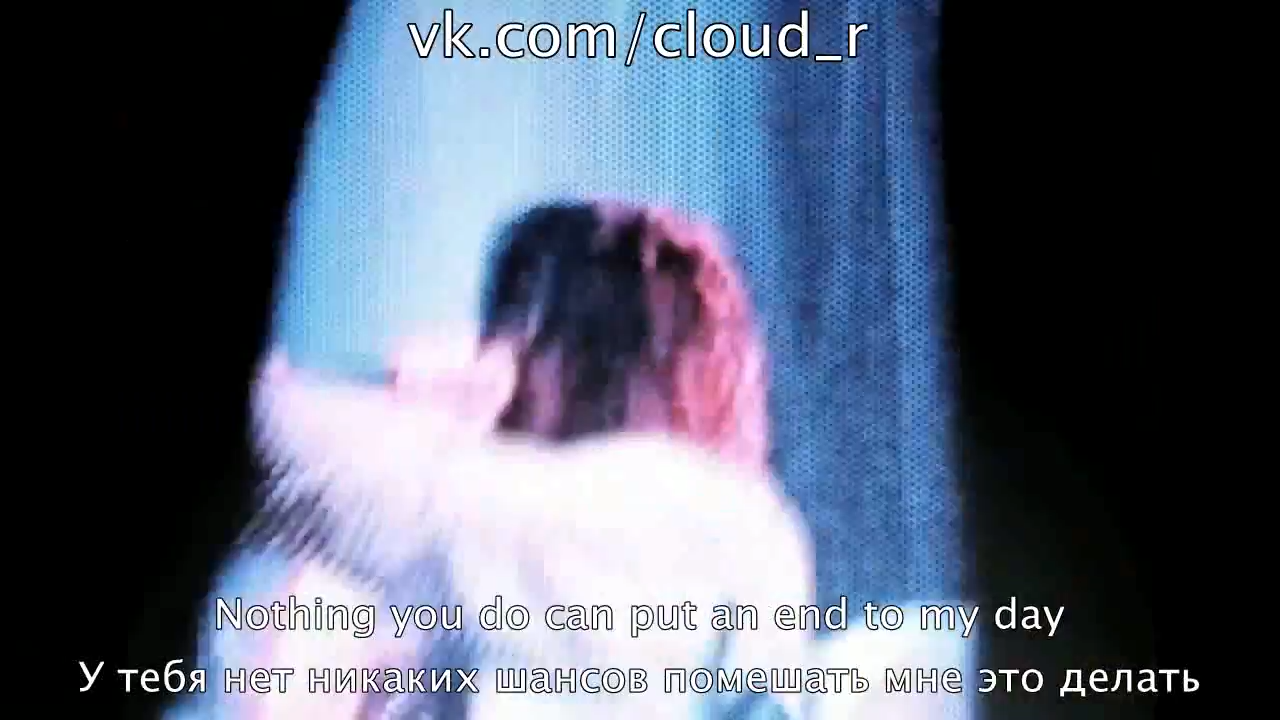 vk.com/cloud_r
Nothing you do can put an end to my day
У тебя нет никаких шансов помешать мне это делать